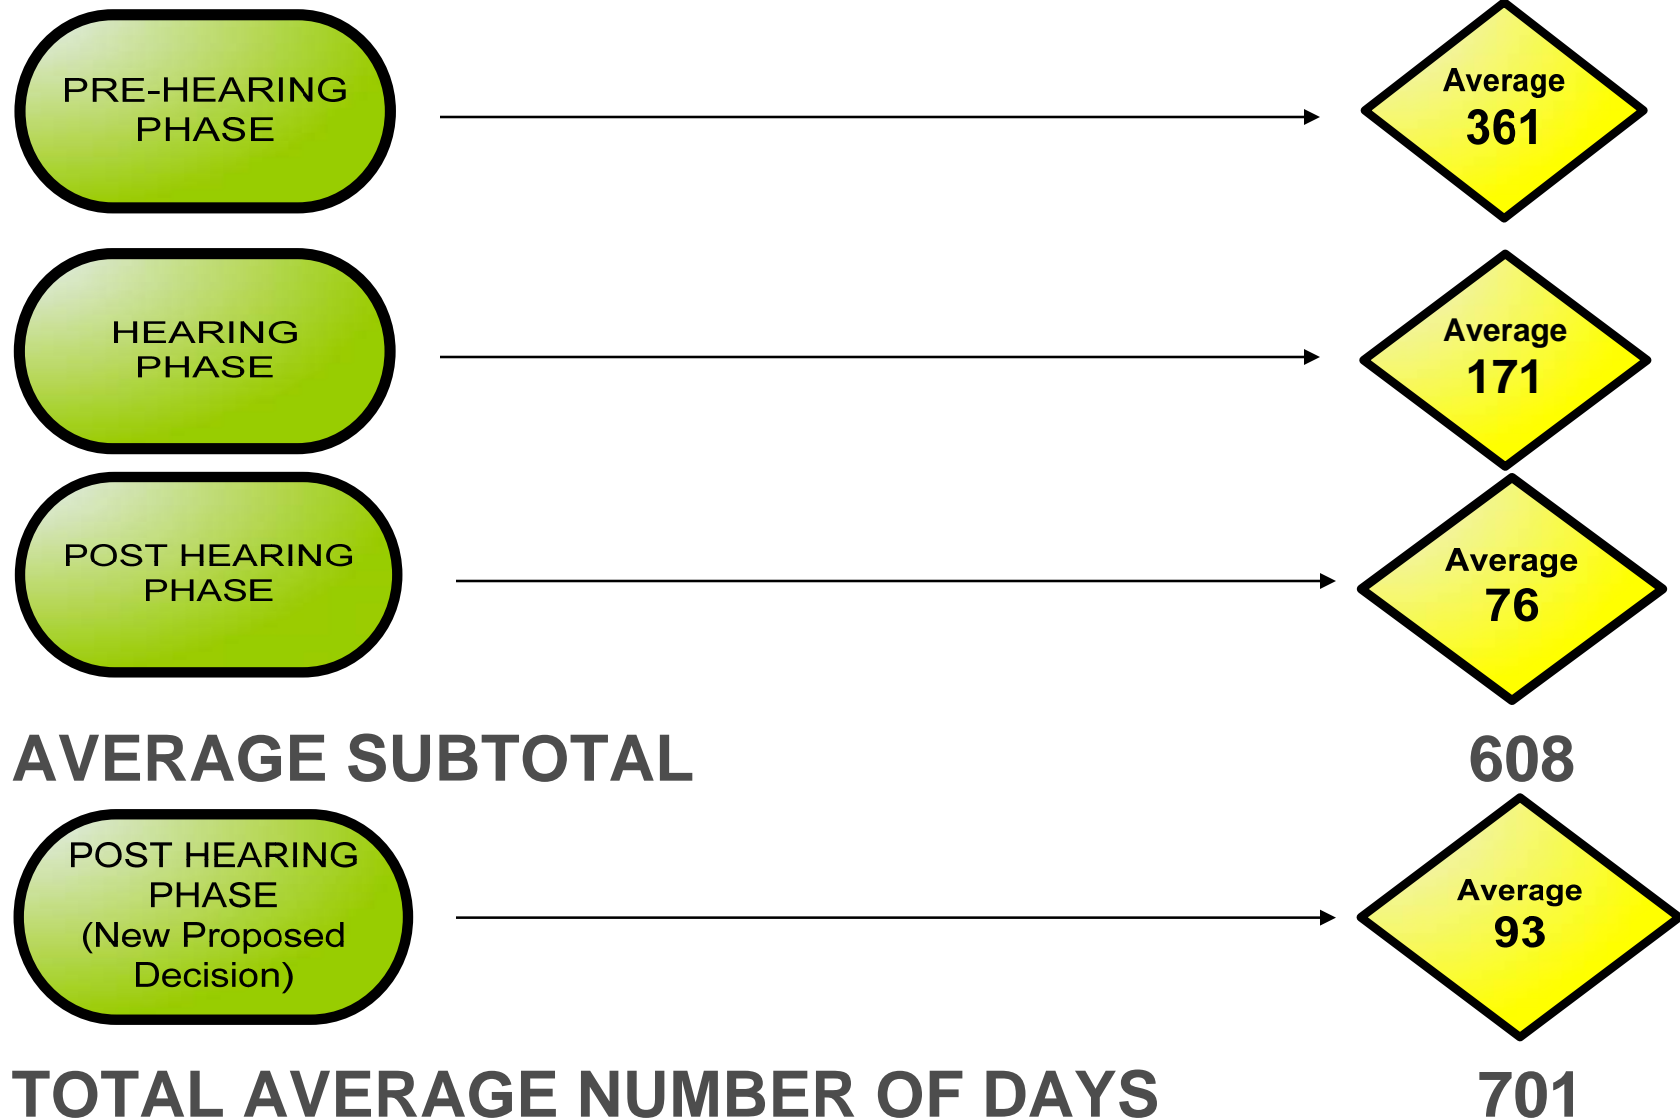 PRE-HEARING
PHASE
Average
361
HEARING
PHASE
Average
171
POST HEARING
PHASE
Average
76
AVERAGE SUBTOTAL 608
POST HEARING
PHASE
(New Proposed
Decision)
Average
93
TOTAL AVERAGE NUMBER OF DAYS 701